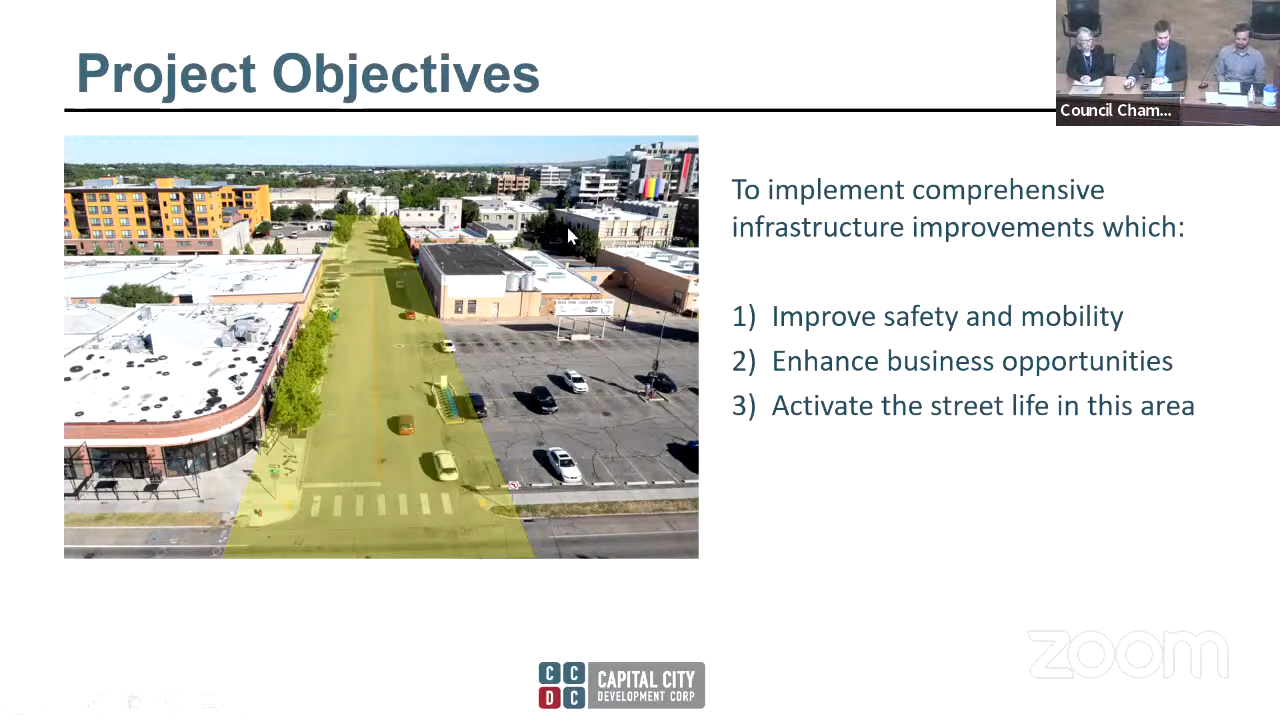 Project Objectives
Council Cham...
To implement comprehensive
infrastructure improvements which:
1) Improve safety and mobility
2) Enhance business opportunities
3) Activate the street life in this area
zoom
C C
D C
CAPITAL CITY
DEVELOPMENT CORP